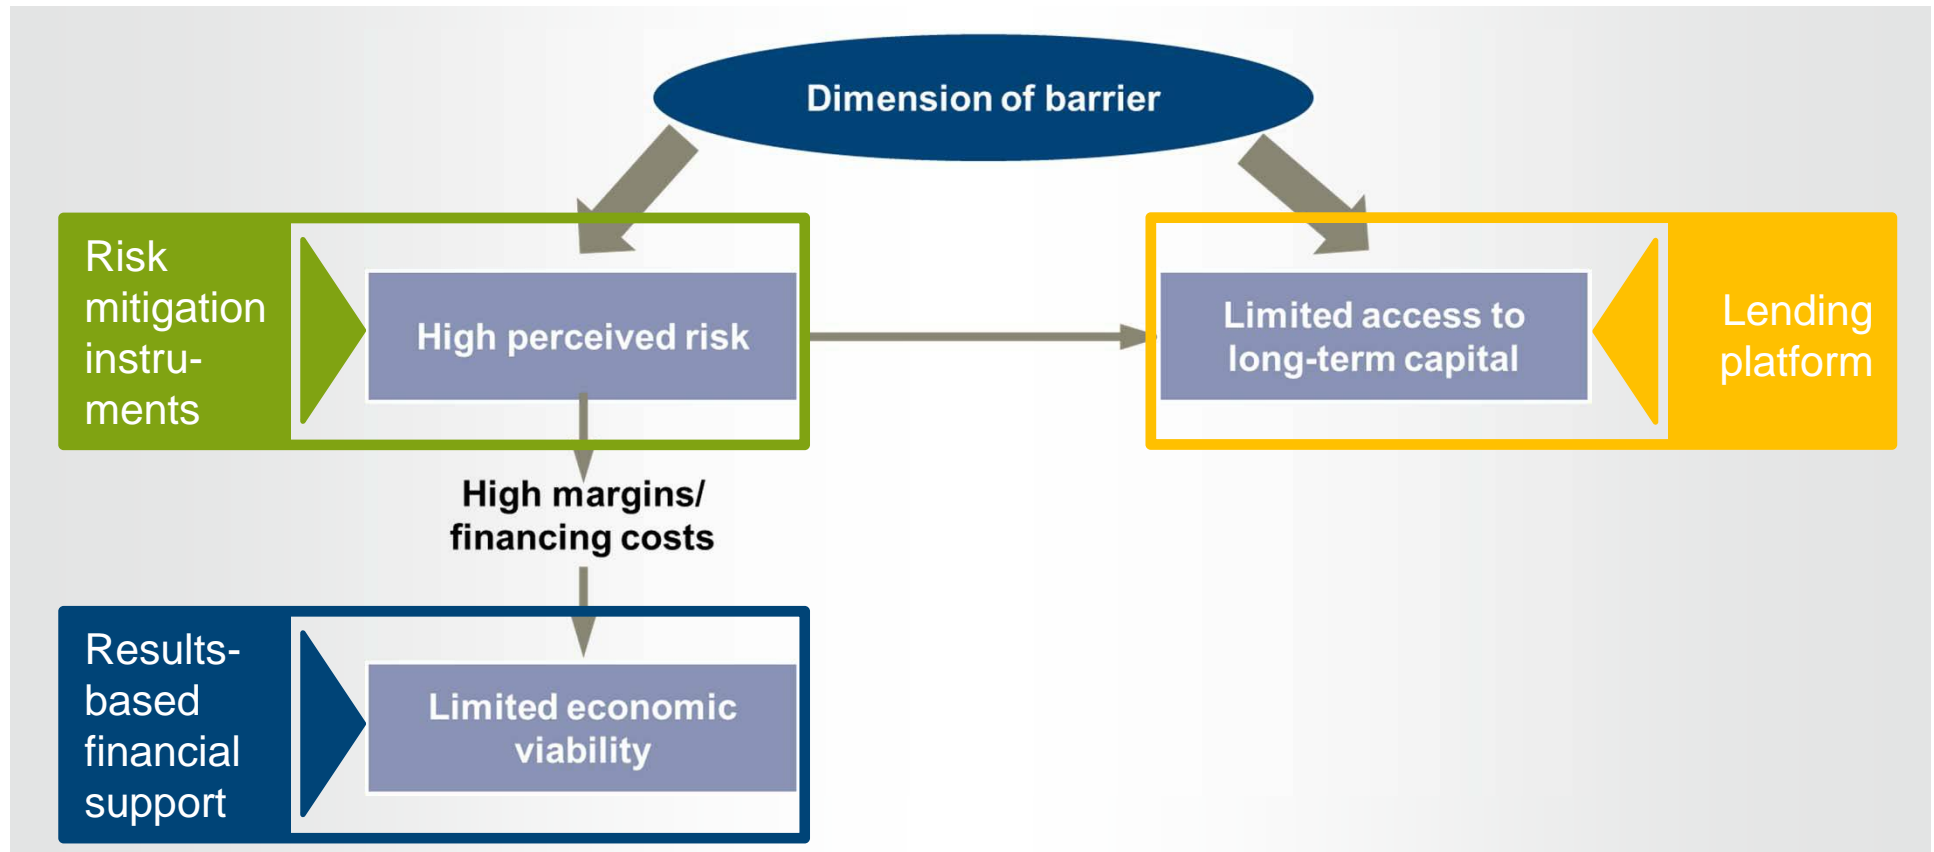 Dimension of barrier
Risk
mitigation
instru-
ments
High perceived risk
Limited access to
long-term capital
Lending
platform
High margins/
financing costs
Results-
based
financial
support
Limited economic
viability